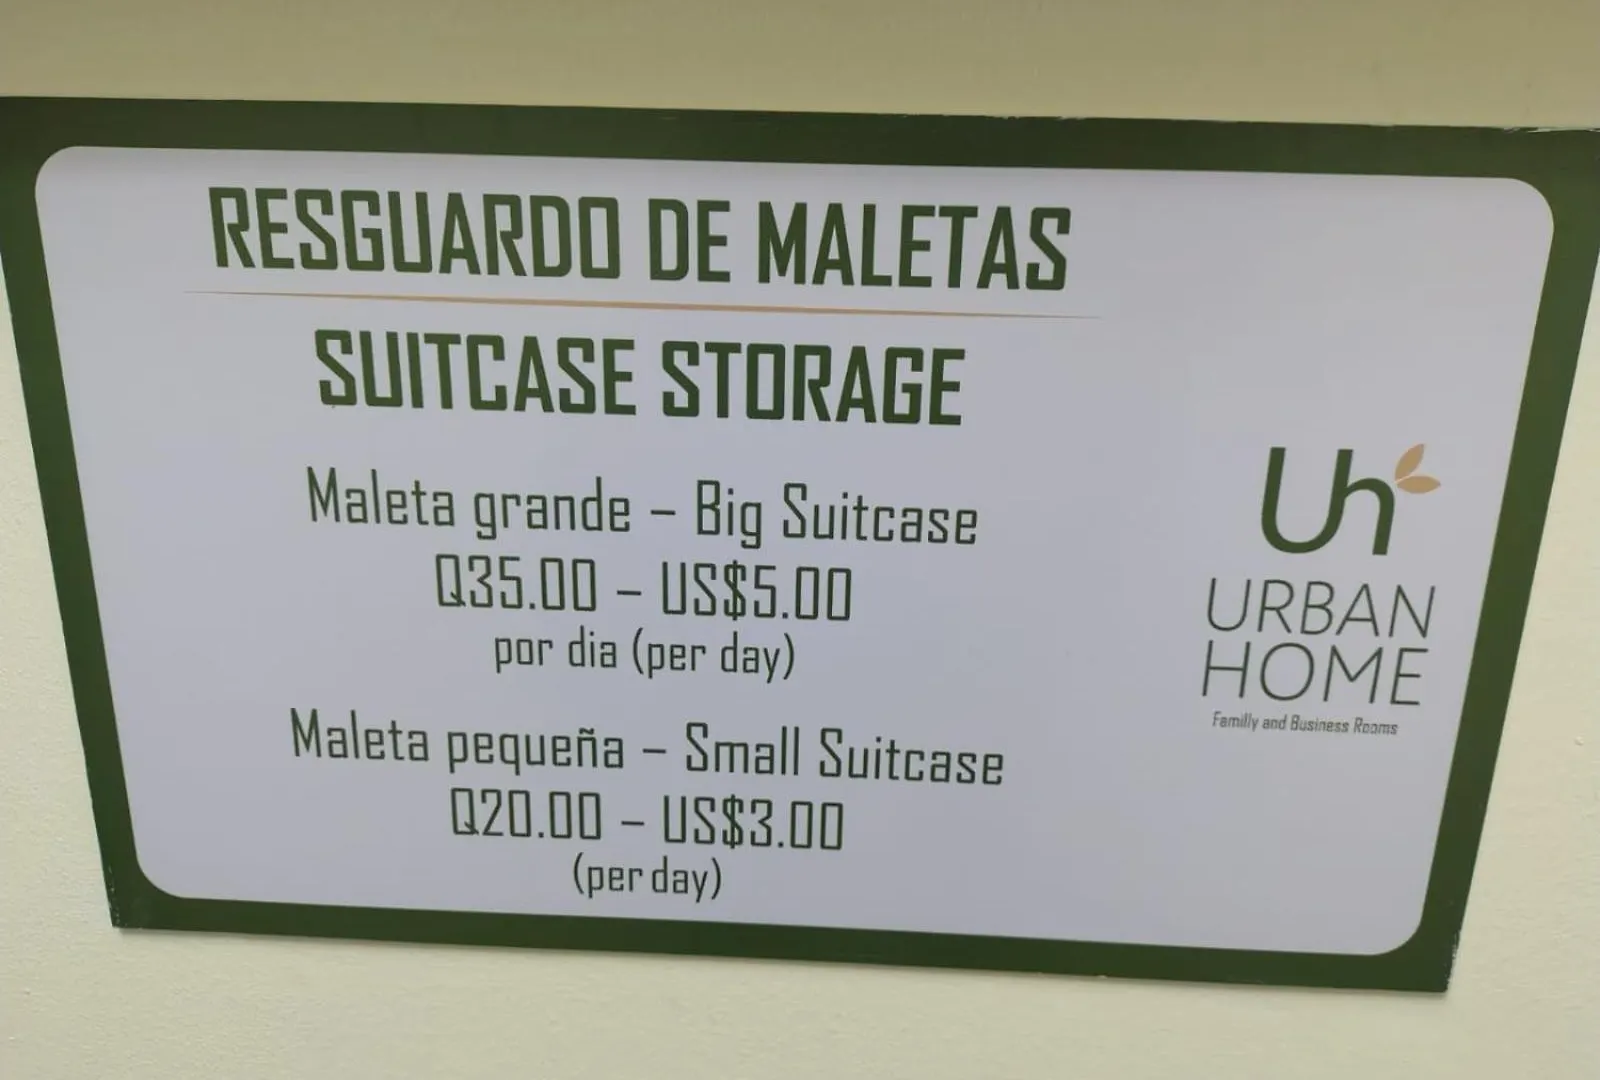 RESGUARDO DE MALETAS
SUITCASE STORAGE
Maleta grande – Big Suitcase
Q35.00 – US$5.00
por dia (per day)
Maleta pequeña – Small Suitcase
Q20.00 – US$3.00
(per day)
Uh
URBAN
HOME
Familly and Business Rooms